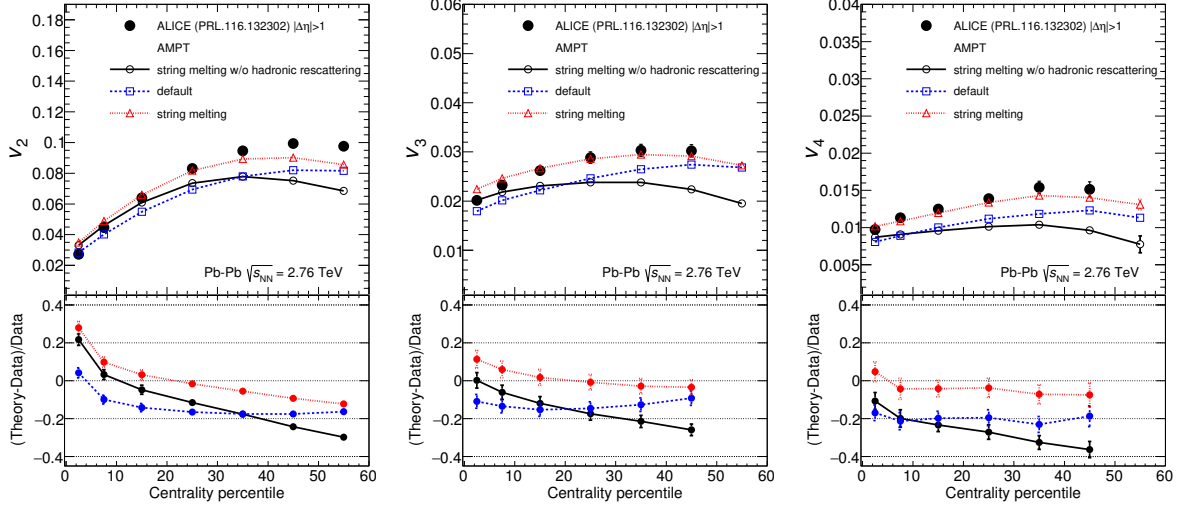 0.18
0.16
0.14
0.12
0.1
0.08
0.06
0.04
0.02
v2
ALICE (PRL.116.132302) |Δη|>1
AMPT
string melting w/o hadronic rescattering
default
string melting
Pb-Pb √sNN = 2.76 TeV
0.4
0.2
0
−0.2
−0.4
(Theory-Data)/Data
0 10 20 30 40 50 60
Centrality percentile
0.06
0.05
0.04
0.03
0.02
0.01
0.00
v3
ALICE (PRL.116.132302) |Δη|>1
AMPT
string melting w/o hadronic rescattering
default
string melting
Pb-Pb √sNN = 2.76 TeV
0.4
0.2
0
−0.2
−0.4
(Theory-Data)/Data
0 10 20 30 40 50 60
Centrality percentile
0.040
0.035
0.030
0.025
0.020
0.015
0.010
0.005
v4
ALICE (PRL.116.132302) |Δη|>1
AMPT
string melting w/o hadronic rescattering
default
string melting
Pb-Pb √sNN = 2.76 TeV
0.4
0.2
0
−0.2
−0.4
(Theory-Data)/Data
0 10 20 30 40 50 60
Centrality percentile